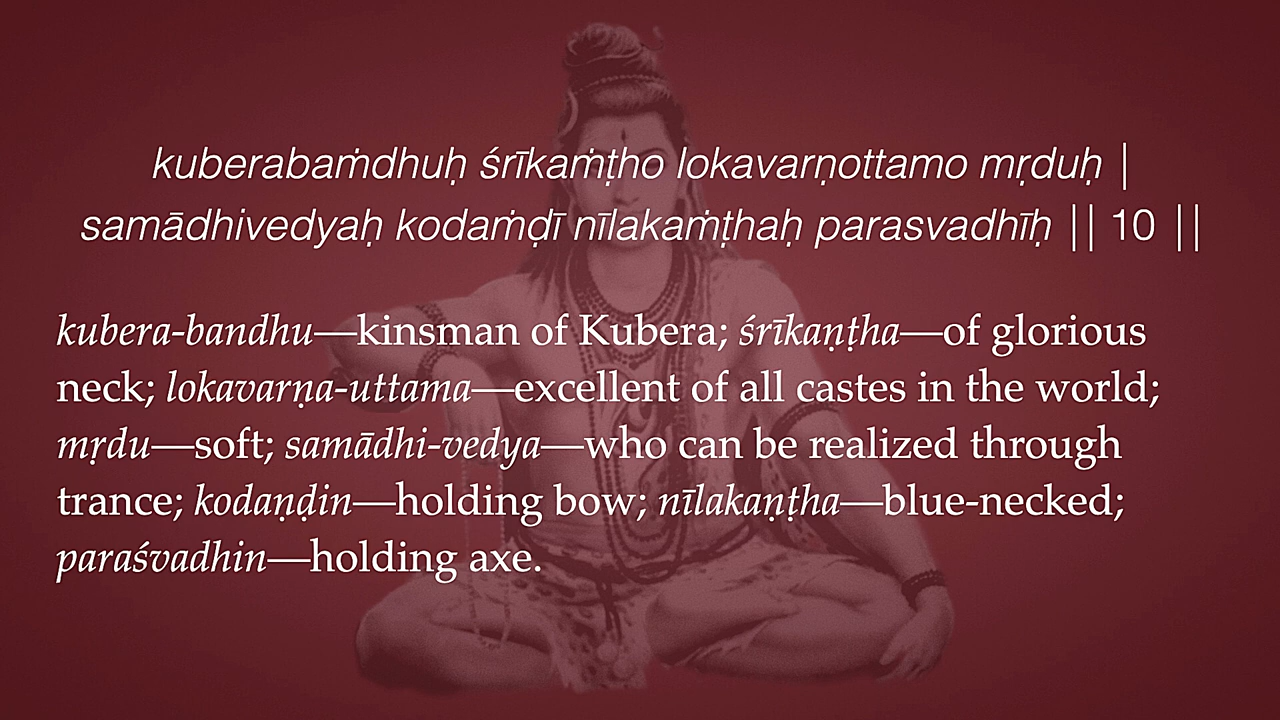 kuberabaṁdhuḥ śrīkaṁṭho lokavarṇottamo mṛduḥ |
samādhivedyaḥ kodaṁḍī nīlakaṁṭhaḥ parasvadhīḥ || 10 ||
kubera-bandhu—kinsman of Kubera; śrīkaṇṭha—of glorious
neck; lokavarṇa-uttama—excellent of all castes in the world;
mṛdu—soft; samādhi-vedya—who can be realized through
trance; kodaṇḍin—holding bow; nīlakaṇṭha—blue-necked;
paraśvadhin—holding axe.